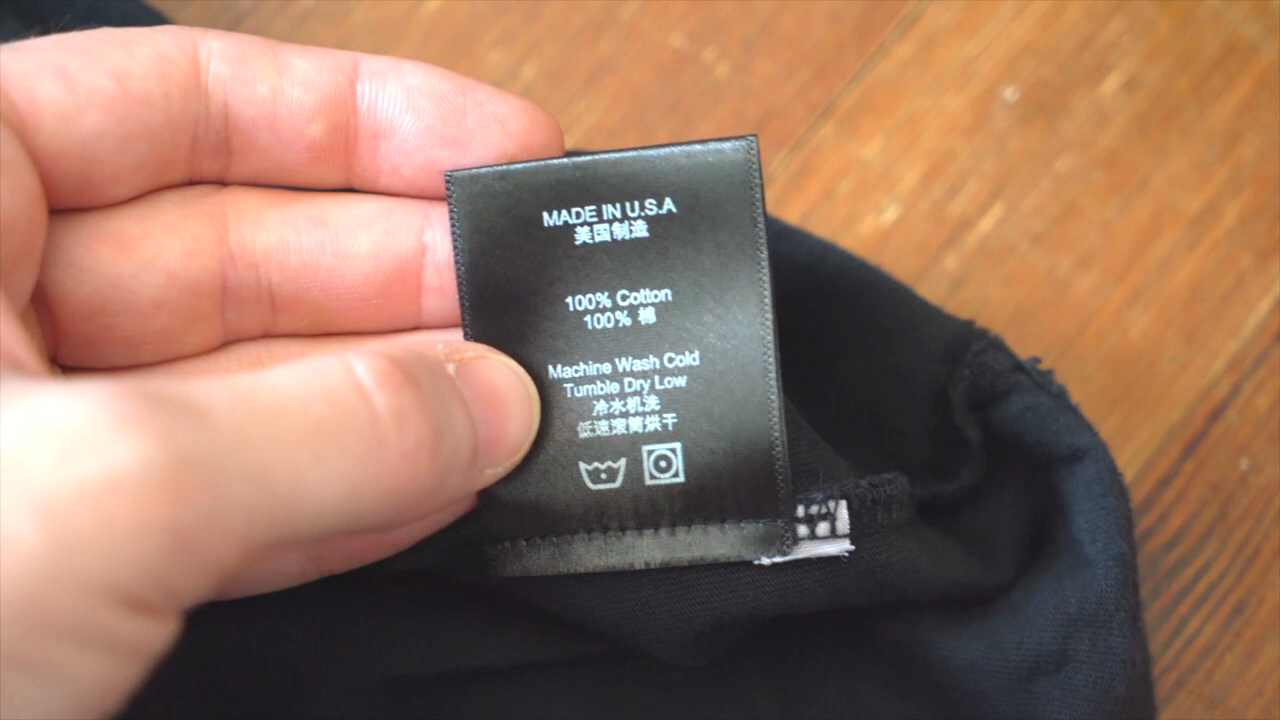 MADE IN U.S.A
美国制造
100% Cotton
100% 棉
Machine Wash Cold
Tumble Dry Low
冷水机洗
低速滚筒烘干